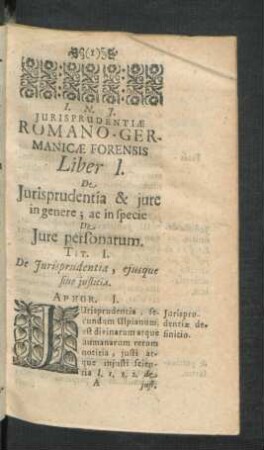 (1)
I. N. J.
JURISPRUDENTIÆ
ROMANO-GER-
MANICÆ FORENSIS
Liber I.
De
Jurisprudentia & jure
in genere; ac in specie
De
Jure personarum.
TIT. I.
De Jurisprudentia, ejusque
fine justitia.
APHOR. I.
JUrisprudentia, se-
cundum Ulpianum,
est divinarum atque
humanarum rerum
notitia, justi at-
que injusti scien-
tia l. 1. 1. 2. de
Jurispru-
dentiæ de-
finitio.
A
just.